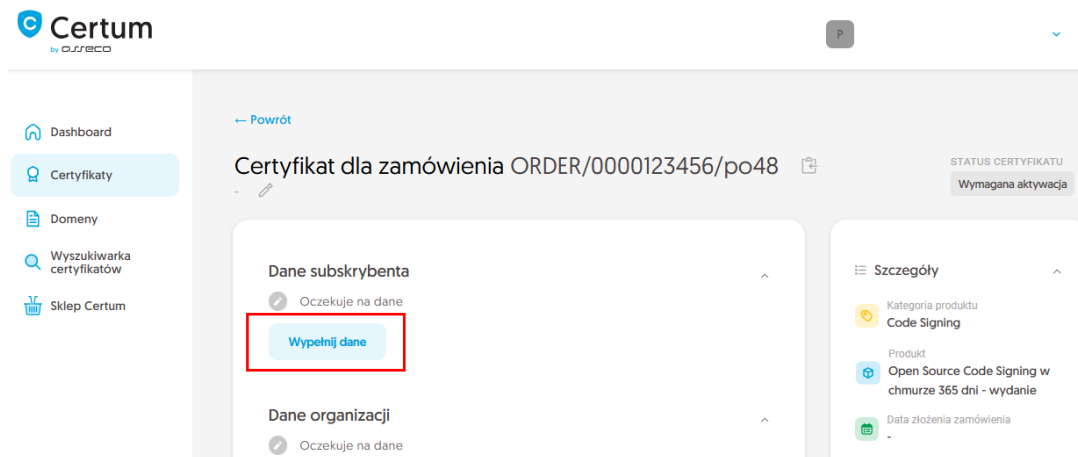 Certum
by asseco
P
Dashboard
Certyfikaty
Domeny
Wyszukiwarka
certyfikatów
Sklep Certum
← Powrót
Certyfikat dla zamówienia ORDER/0000123456/po48
-
STATUS CERTYFIKATU
Wymagana aktywacja
Dane subskrybenta
Oczekuje na dane
Wypełnij dane
Dane organizacji
Oczekuje na dane
Szczegóły
Kategoria produktu
Code Signing
Produkt
Open Source Code Signing w
chmurze 365 dni - wydanie
Data złożenia zamówienia
-